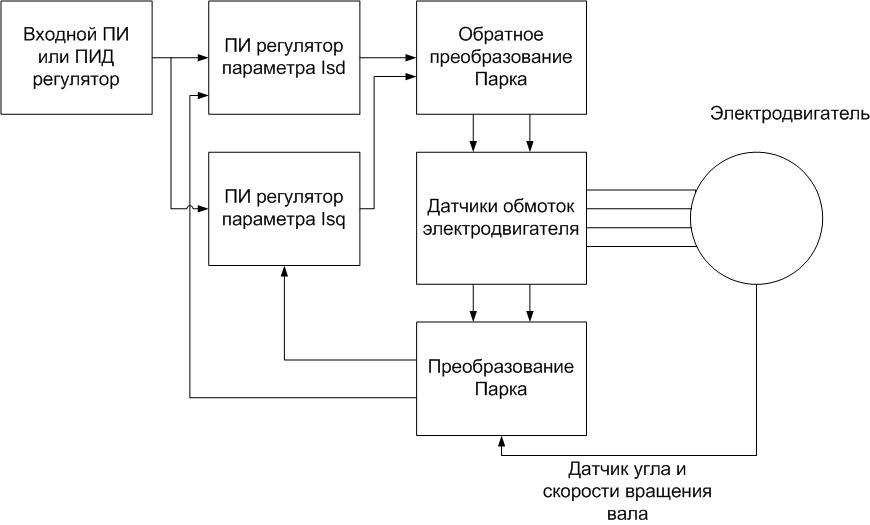 Входной ПИ
или ПИД
регулятор
ПИ регулятор
параметра Isd
Обратное
преобразование
Парка
Электродвигатель
ПИ регулятор
параметра Isq
Датчики обмоток
электродвигателя
Преобразование
Парка
Датчик угла и
скорости вращения
вала